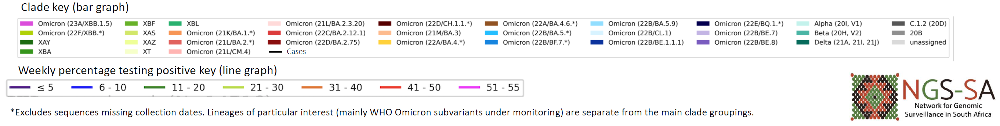 Clade key (bar graph)
Omicron (23A/XBB.1.5) XBF XBL Omicron (21L/BA.2.3.20) Omicron (22D/CH.1.1.*) Omicron (22A/BA.4.6.*) Omicron (22B/BA.5.9) Omicron (22E/BQ.1.*) Alpha (20I, V1) C.1.2 (20D)
Omicron (22F/XBB.*) XAS Omicron (21K/BA.1.*) Omicron (22C/BA.2.12.1) Omicron (21M/BA.3) Omicron (22B/BA.5.*) Omicron (22B/CL.1) Omicron (22B/BE.7) Beta (20H, V2) 20B
XAY XAZ Omicron (21L/BA.2.*) Omicron (22D/BA.2.75) Omicron (22A/BA.4.*) Omicron (22B/BF.7.*) Omicron (22B/BE.1.1.1) Omicron (22B/BE.8) Delta (21A, 21I, 21J) unassigned
XBA XT Omicron (21L/CM.4) Cases
Weekly percentage testing positive key (line graph)
≤ 5 6 - 10 11 - 20 21 - 30 31 - 40 41 - 50 51 - 55
*Excludes sequences missing collection dates. Lineages of particular interest (mainly WHO Omicron subvariants under monitoring) are separate from the main clade groupings.
NGS-SA
Network for Genomic
Surveillance in South Africa